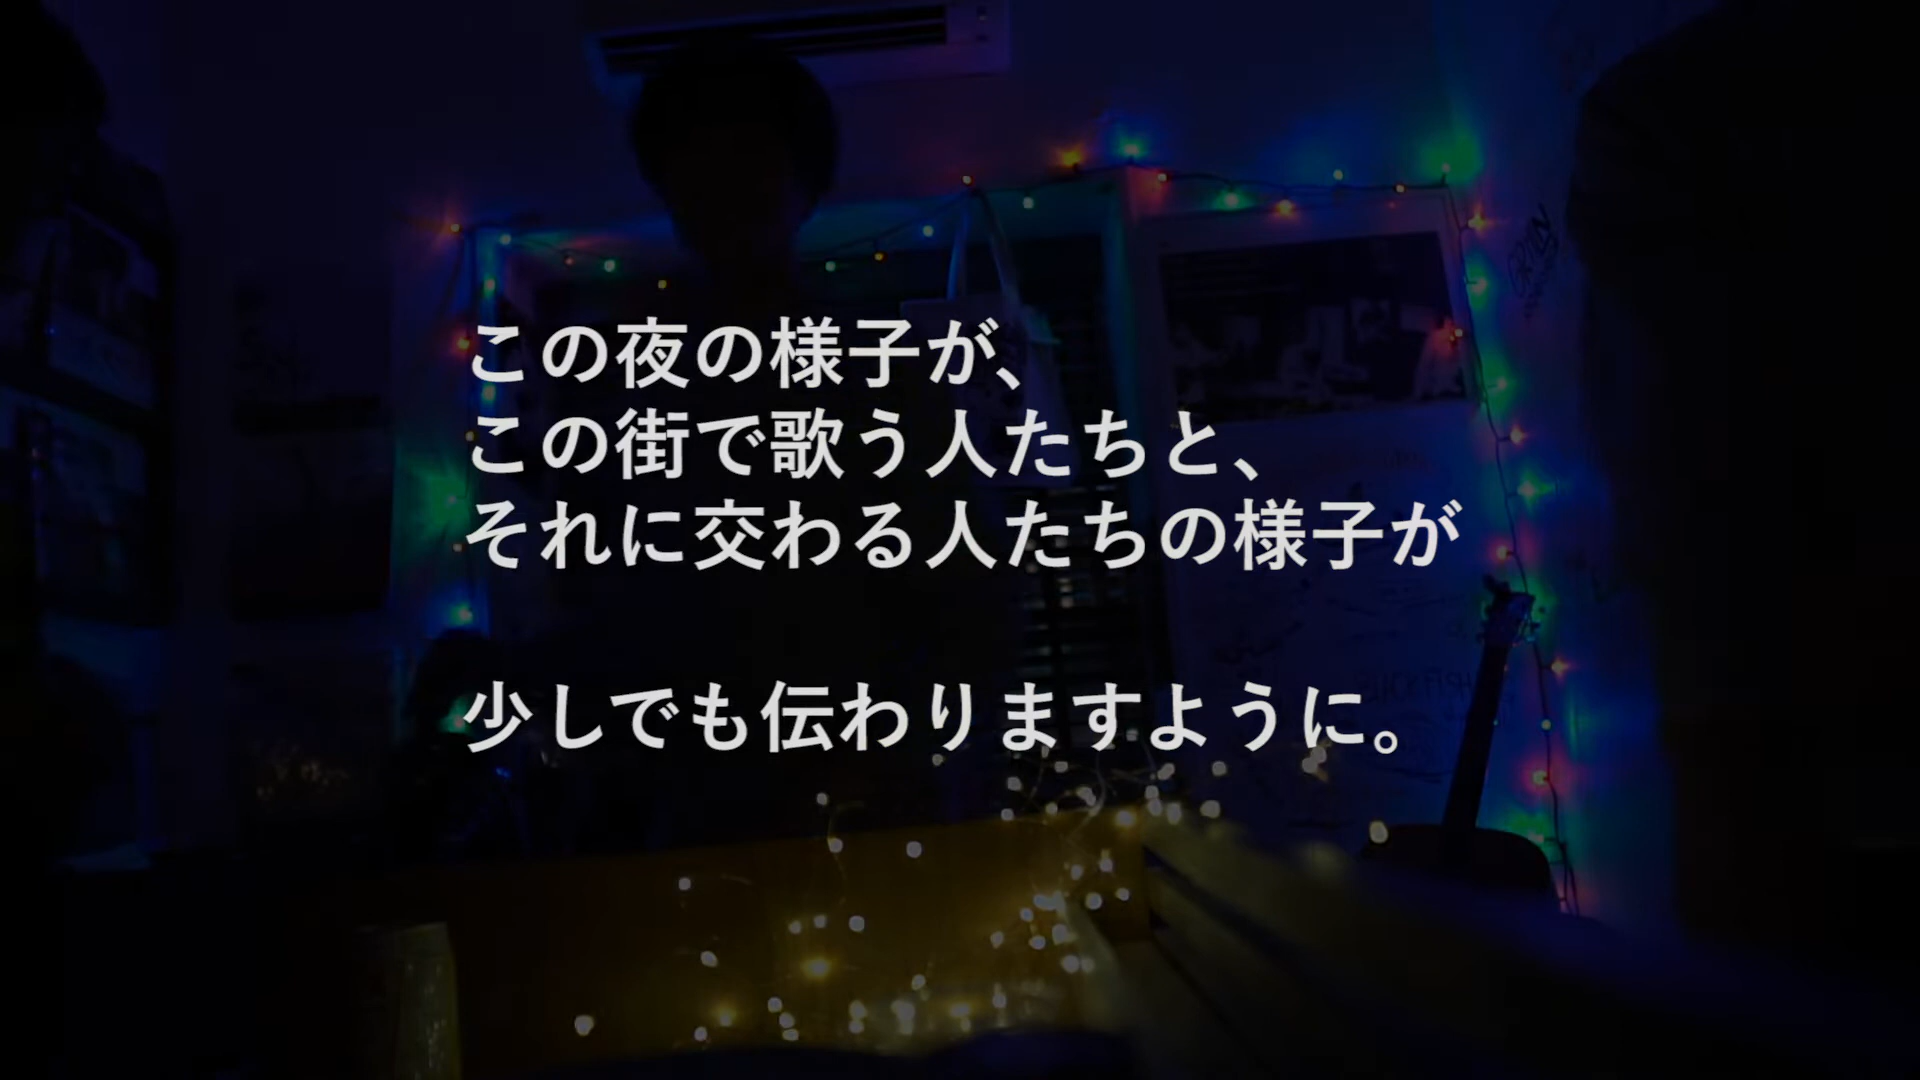 この夜の様子が、
この街で歌う人たちと、
それに交わる人たちの様子が
少しでも伝わりますように。